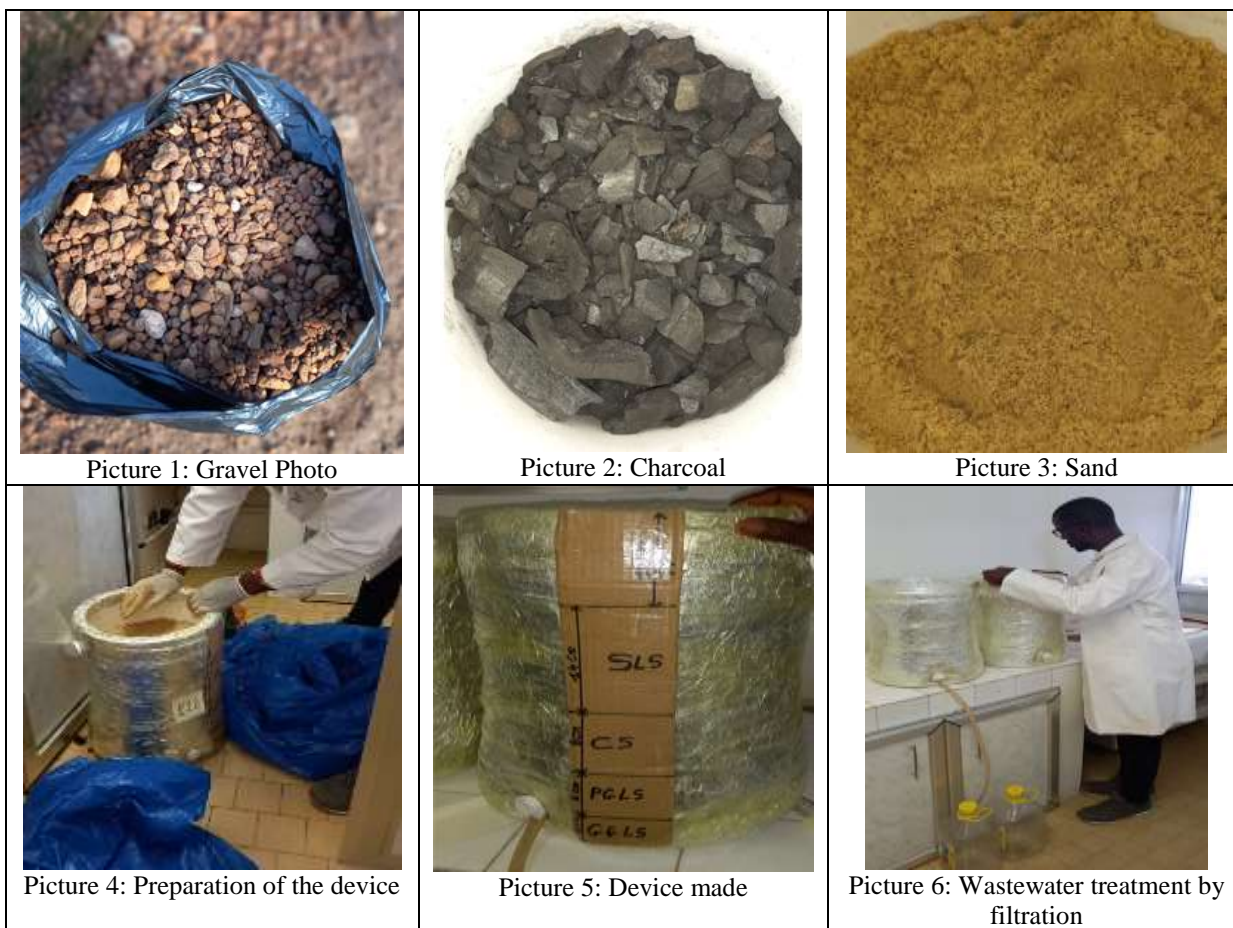 Picture 1: Gravel Photo
Picture 2: Charcoal
Picture 3: Sand
SLS
CS
PGLS
GGLS
Picture 4: Preparation of the device
Picture 5: Device made
Picture 6: Wastewater treatment by
filtration